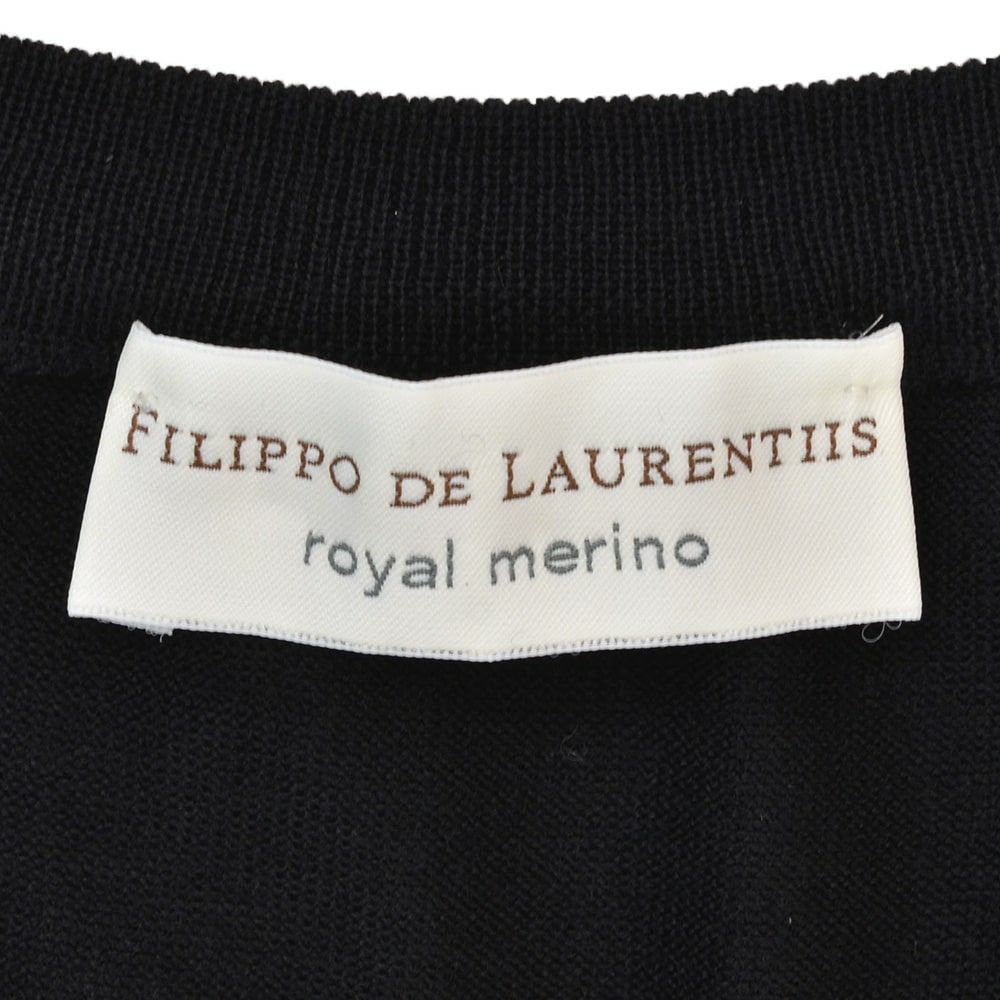 FILIPPO DE LAURENTIIS
royal merino